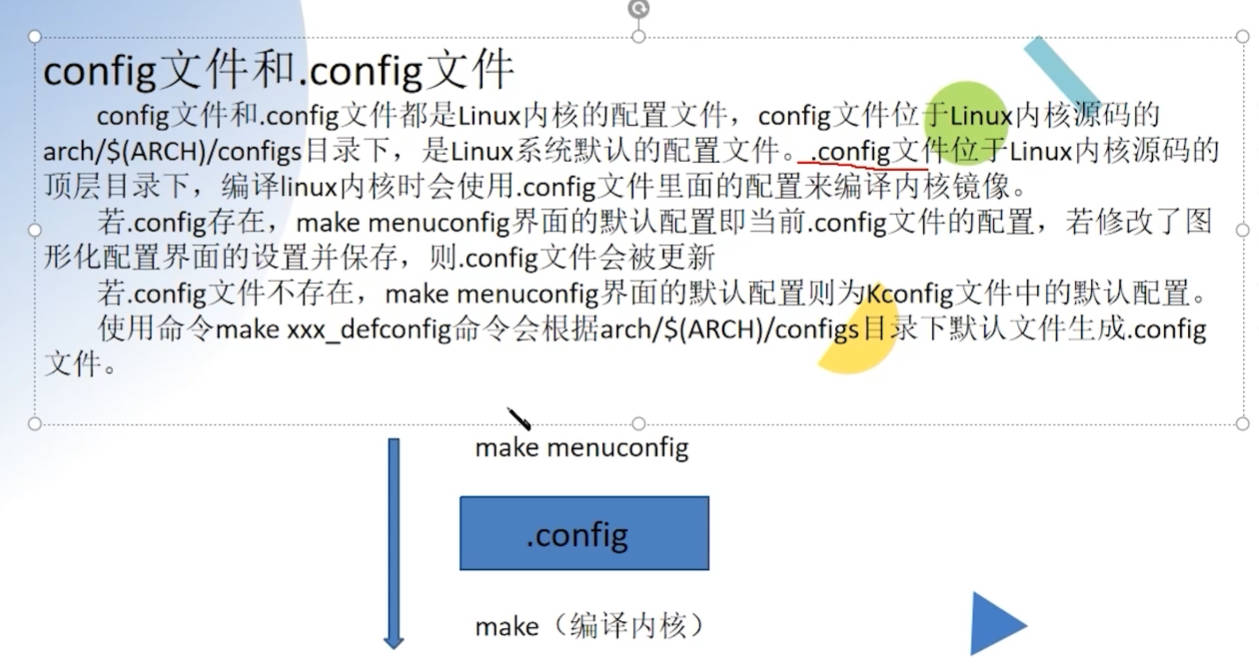 config文件和.config文件
config文件和.config文件都是Linux内核的配置文件，config文件位于Linux内核源码的
arch/$(ARCH)/configs目录下，是Linux系统默认的配置文件。.config文件位于Linux内核源码的
顶层目录下，编译linux内核时会使用.config文件里面的配置来编译内核镜像。
若.config存在，make menuconfig界面的默认配置即当前.config文件的配置，若修改了图
形化配置界面的设置并保存，则.config文件会被更新
若.config文件不存在，make menuconfig界面的默认配置则为Kconfig文件中的默认配置。
使用命令make xxx_defconfig命令会根据arch/$(ARCH)/configs目录下默认文件生成.config
文件。
make menuconfig
.config
make（编译内核）